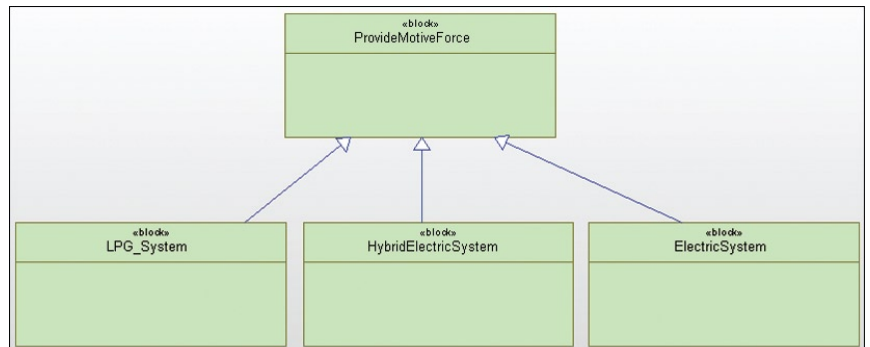 «block»
ProvideMotiveForce
«block»
LPG_System
«block»
HybridElectricSystem
«block»
ElectricSystem